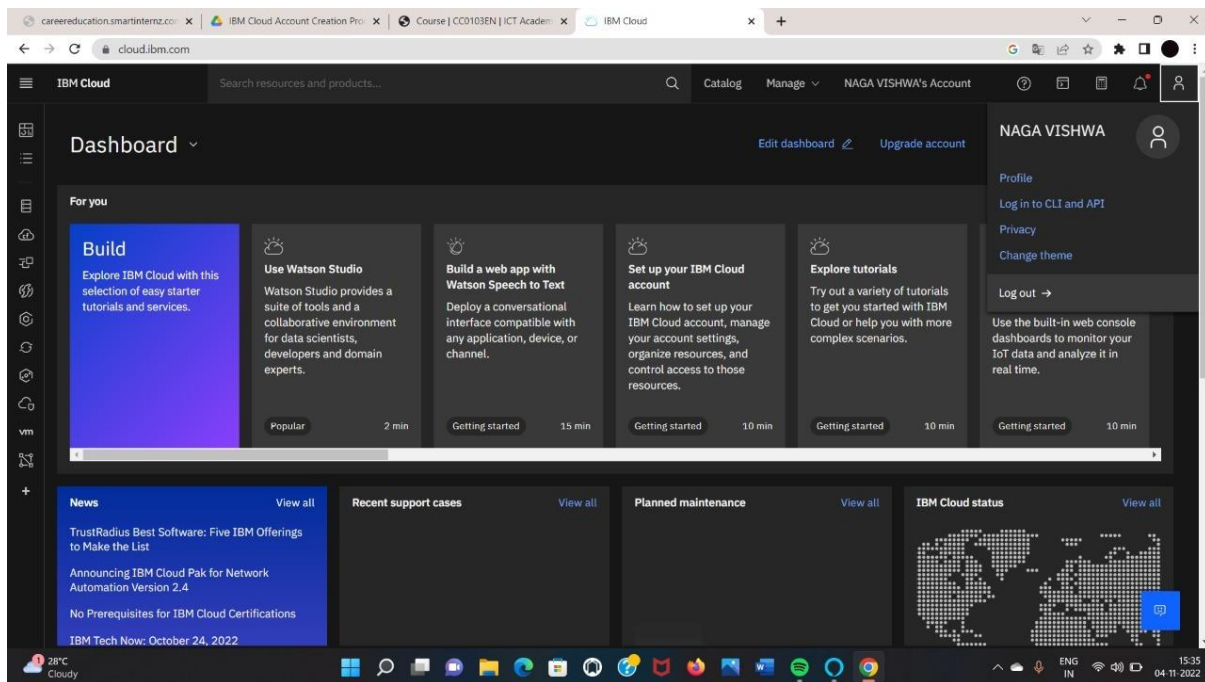 careereducation.smartinternz.co
IBM Cloud Account Creation Pro
Course | CC0103EN | ICT Academ
IBM Cloud
cloud.ibm.com
IBM Cloud
Search resources and products...
Catalog
Manage
NAGA VISHWA's Account
Dashboard
Edit dashboard
Upgrade account
NAGA VISHWA
Profile
Log in to CLI and API
Privacy
Change theme
Log out →
For you
Build
Explore IBM Cloud with this
selection of easy starter
tutorials and services.
Use Watson Studio
Watson Studio provides a
suite of tools and a
collaborative environment
for data scientists,
developers and domain
experts.
Popular
2 min
Build a web app with
Watson Speech to Text
Deploy a conversational
interface compatible with
any application, device, or
channel.
Getting started
15 min
Set up your IBM Cloud
account
Learn how to set up your
IBM Cloud account, manage
your account settings,
organize resources, and
control access to those
resources.
Getting started
10 min
Explore tutorials
Try out a variety of tutorials
to get you started with IBM
Cloud or help you with more
complex scenarios.
Getting started
10 min
Use the built-in web console
dashboards to monitor your
IoT data and analyze it in
real time.
Getting started
10 min
vm
News
View all
TrustRadius Best Software: Five IBM Offerings
to Make the List
Announcing IBM Cloud Pak for Network
Automation Version 2.4
No Prerequisites for IBM Cloud Certifications
IBM Tech Now: October 24, 2022
Recent support cases
View all
Planned maintenance
View all
IBM Cloud status
View all
1
28°C
Cloudy
ENG
IN
15:35
04-11-2022